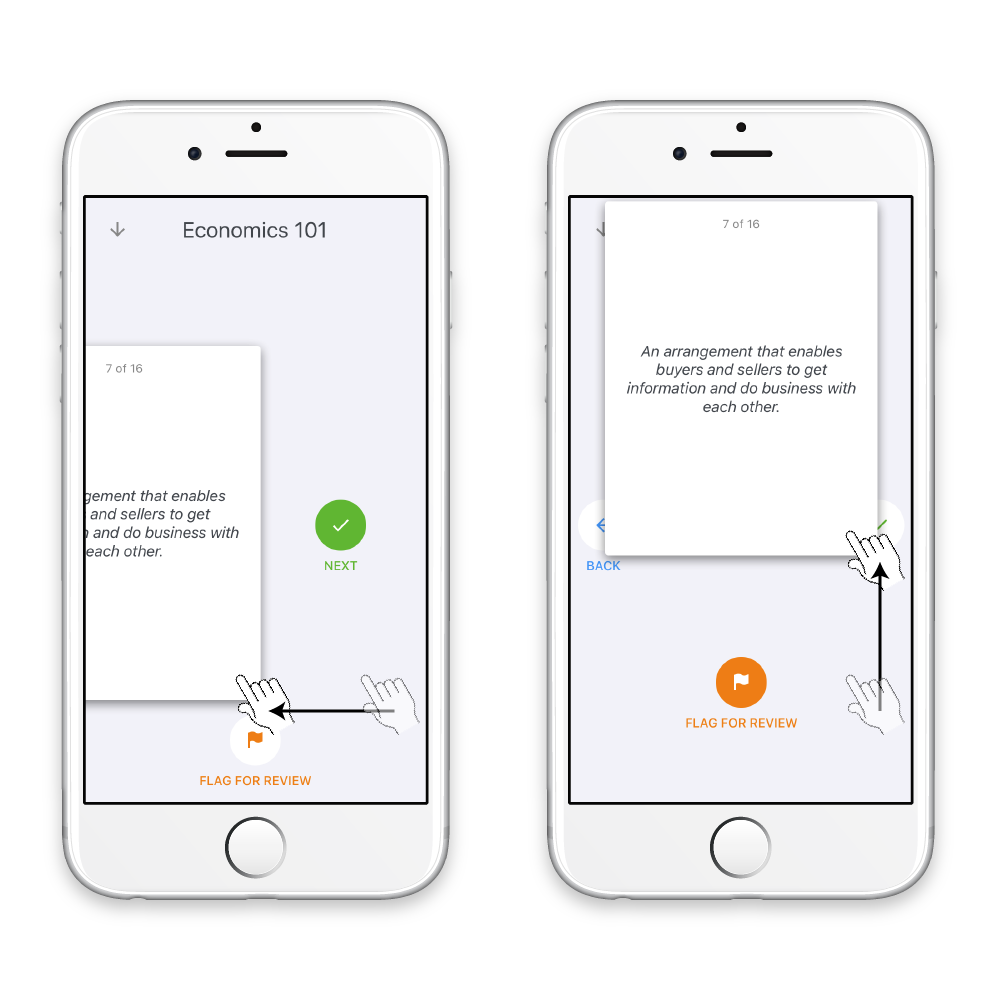 Economics 101
7 of 16
gement that enables
and sellers to get
and do business with
each other.
NEXT
FLAG FOR REVIEW
7 of 16
An arrangement that enables
buyers and sellers to get
information and do business with
each other.
BACK
FLAG FOR REVIEW